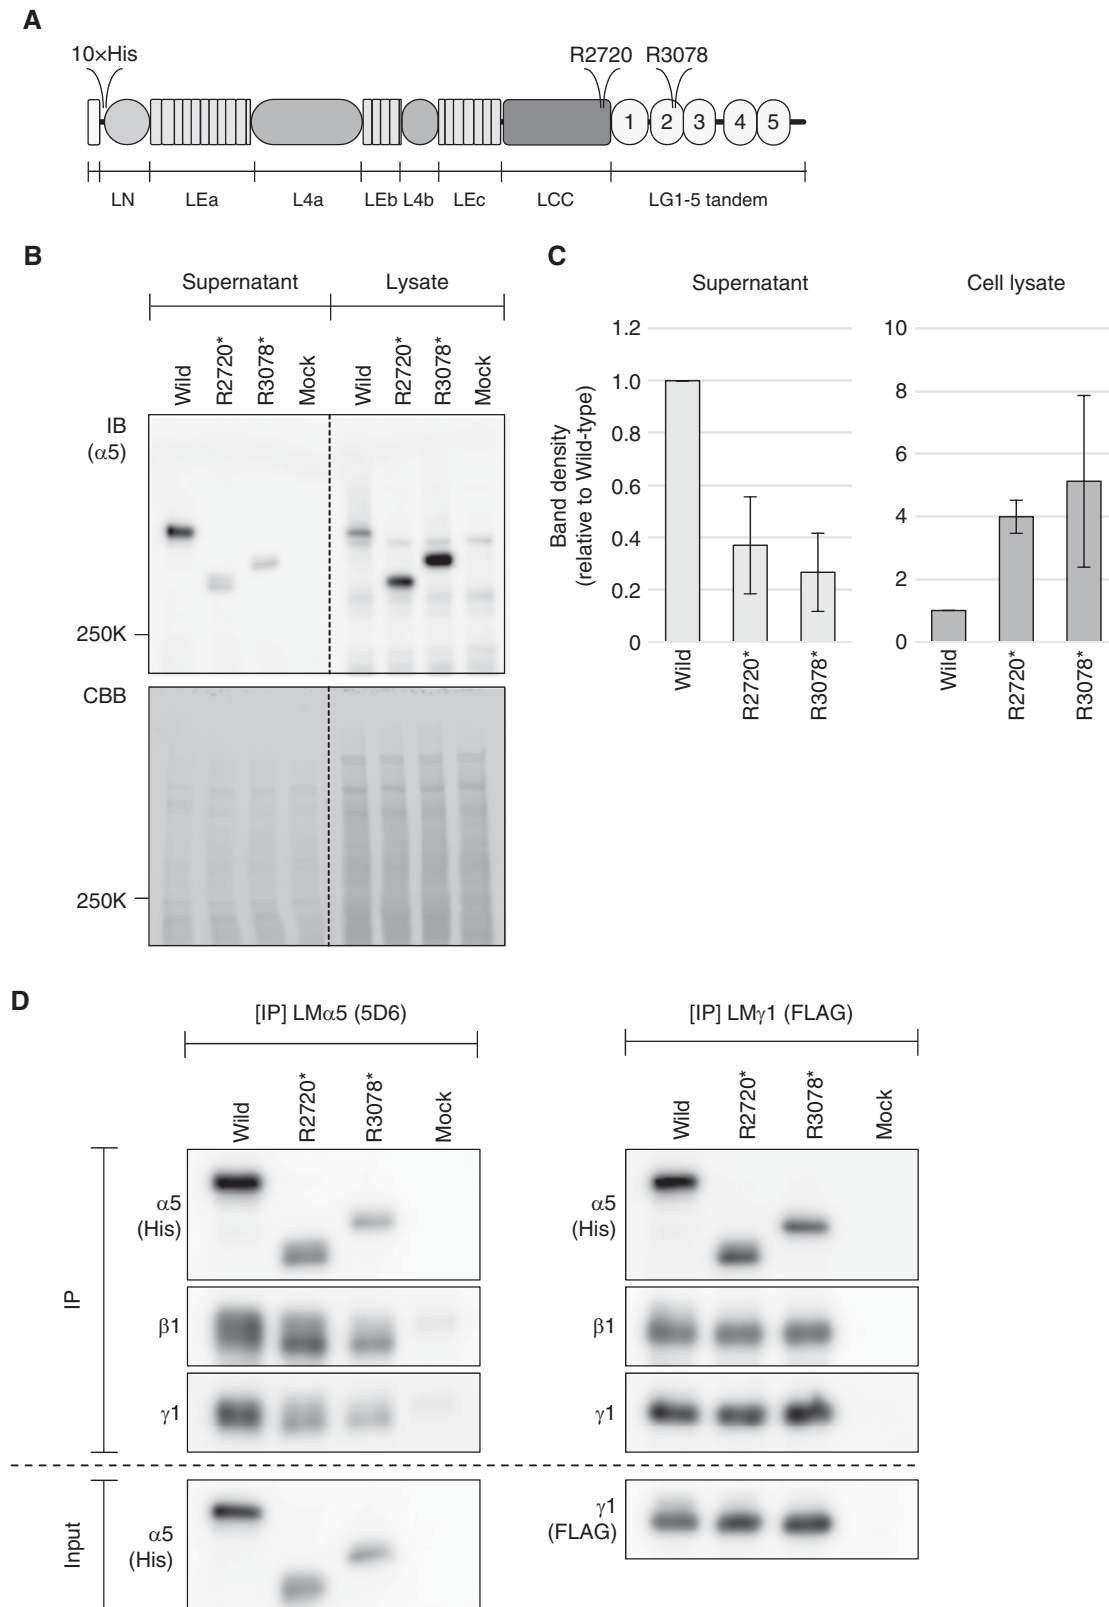 A
10×His
R2720 R3078
1 2 3 4 5
LN LEa L4a LEb L4b LEc LCC LG1-5 tandem
B
Supernatant Lysate
Wild R2720* R3078* Mock Wild R2720* R3078* Mock
IB
(α5)
250K
CBB
250K
C
Supernatant Cell lysate
Band density
(relative to Wild-type)
1.2
1.0
0.8
0.6
0.4
0.2
0
Wild R2720* R3078*
10
8
6
4
2
0
Wild R2720* R3078*
D
[IP] LMα5 (5D6) [IP] LMγ1 (FLAG)
Wild R2720* R3078* Mock Wild R2720* R3078* Mock
IP
α5
(His)
β1
γ1
α5
(His)
β1
γ1
Input
α5
(His)
γ1
(FLAG)